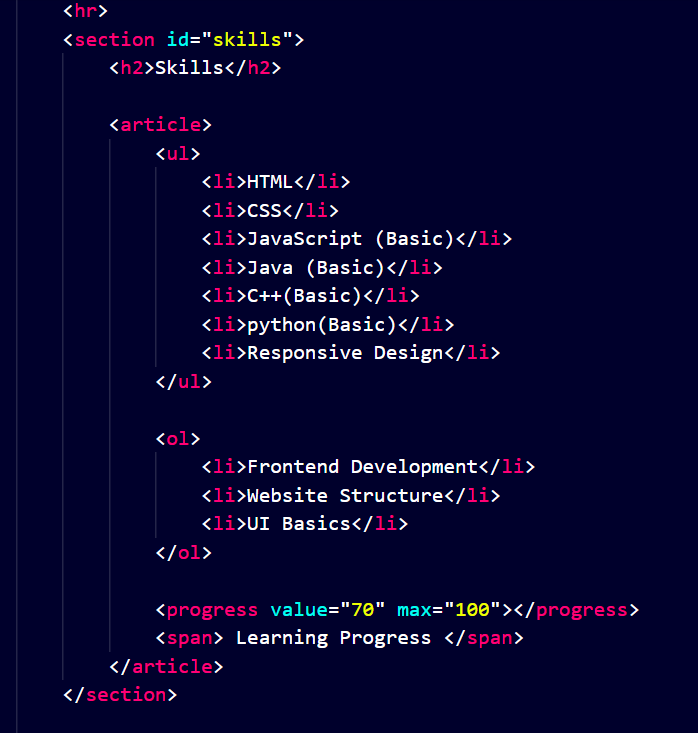 <hr>
<section id="skills">
<h2>Skills</h2>
<article>
<ul>
<li>HTML</li>
<li>CSS</li>
<li>JavaScript (Basic)</li>
<li>Java (Basic)</li>
<li>C++(Basic)</li>
<li>python(Basic)</li>
<li>Responsive Design</li>
</ul>
<ol>
<li>Frontend Development</li>
<li>Website Structure</li>
<li>UI Basics</li>
</ol>
<progress value="70" max="100"></progress>
<span> Learning Progress </span>
</article>
</section>